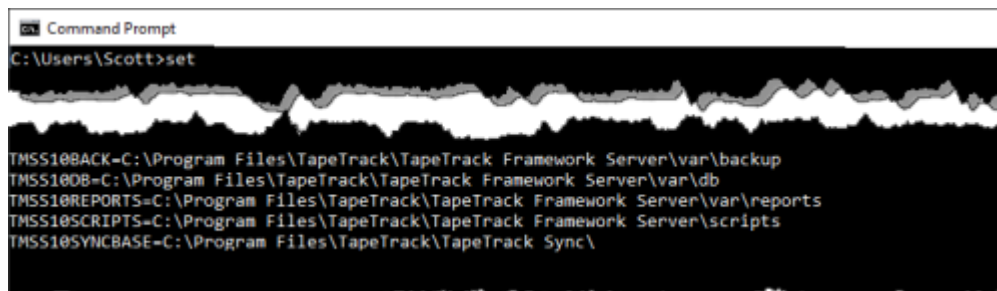 Command Prompt
C:\Users\Scott>set
TMSS10BACK=C:\Program Files\TapeTrack\TapeTrack Framework Server\var\backup
TMSS10DB=C:\Program Files\TapeTrack\TapeTrack Framework Server\var\db
TMSS10REPORTS=C:\Program Files\TapeTrack\TapeTrack Framework Server\var\reports
TMSS10SCRIPTS=C:\Program Files\TapeTrack\TapeTrack Framework Server\scripts
TMSS10SYNCBASE=C:\Program Files\TapeTrack\TapeTrack Sync\